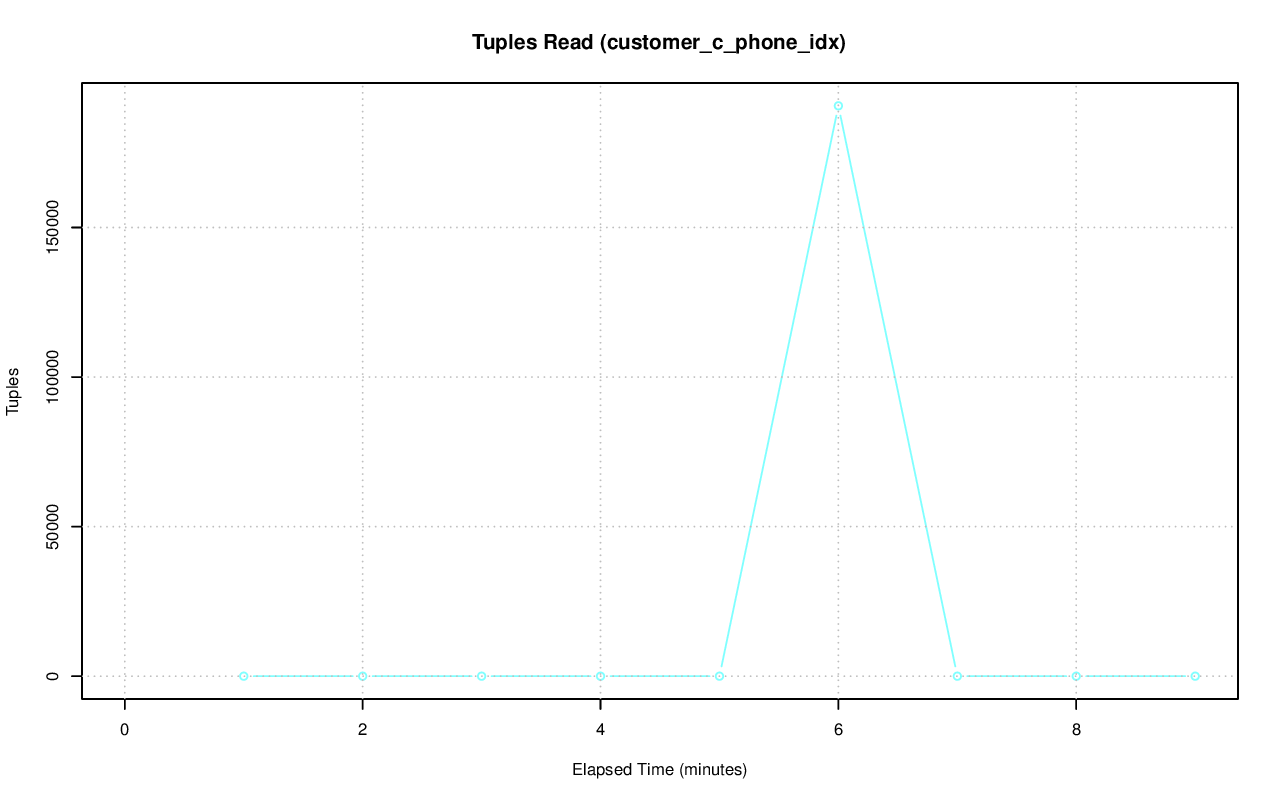 Tuples Read (customer_c_phone_idx)
Tuples
150000
100000
50000
0
0 2 4 6 8
Elapsed Time (minutes)